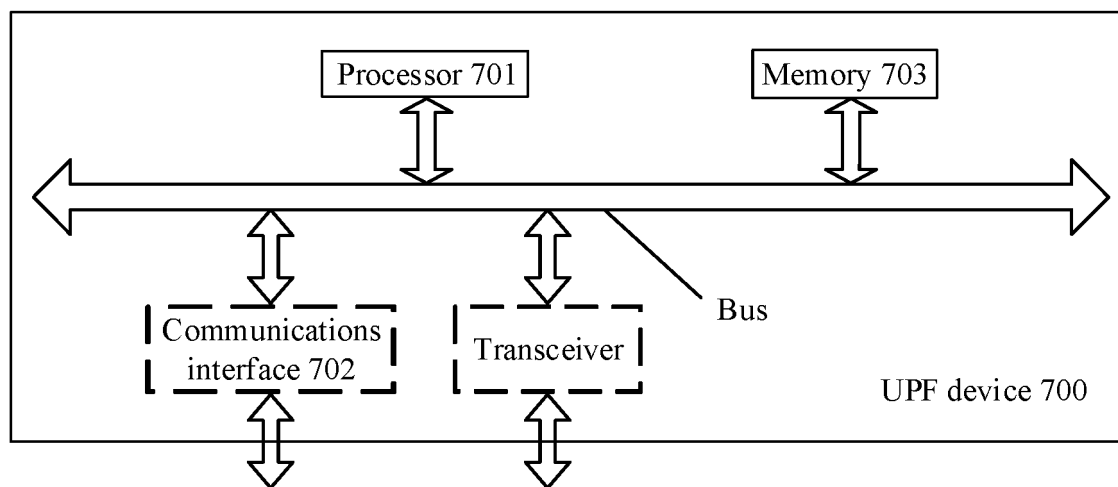 Processor 701
Memory 703
Bus
Communications
interface 702
Transceiver
UPF device 700